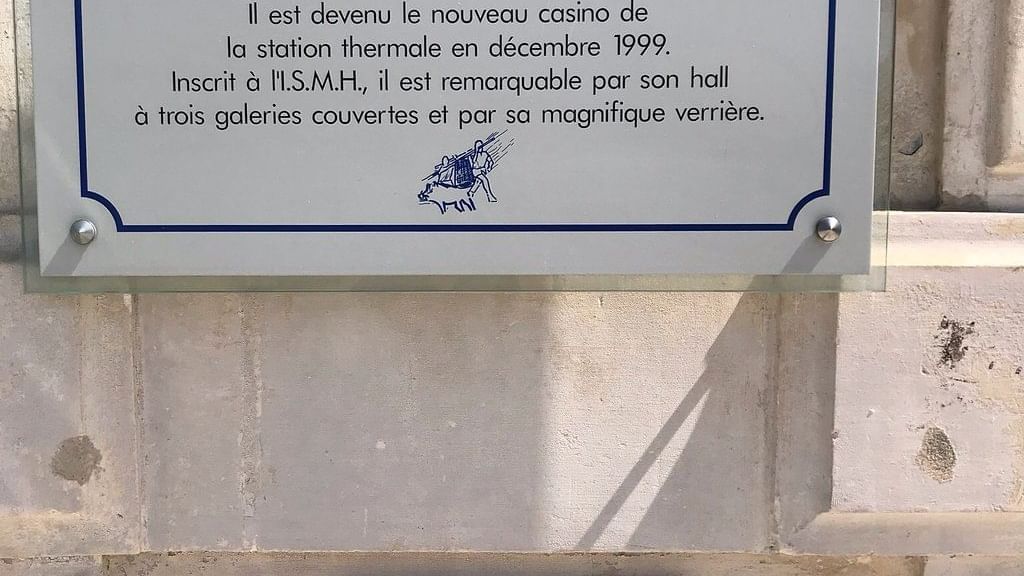 Il est devenu le nouveau casino de
la station thermale en décembre 1999.
Inscrit à l'I.S.M.H., il est remarquable par son hall
à trois galeries couvertes et par sa magnifique verrière.